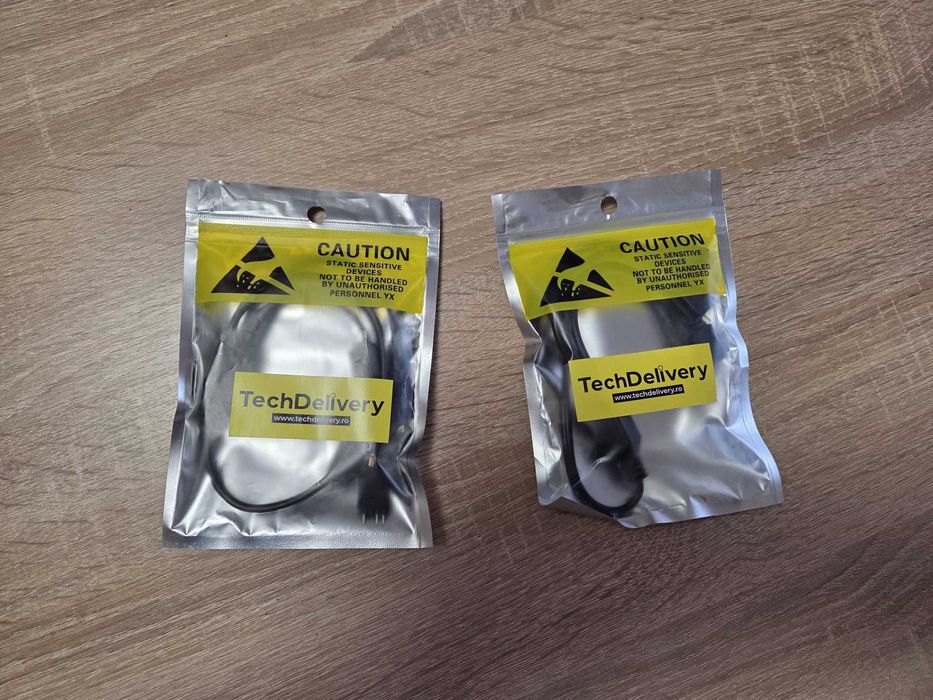 CAUTION
STATIC SENSITIVE
DEVICES
NOT TO BE HANDLED
BY UNAUTHORISED
PERSONNEL YX
TechDelivery
www.techdelivery.ro
CAUTION
STATIC SENSITIVE
DEVICES
NOT TO BE HANDLED
BY UNAUTHORISED
PERSONNEL YX
TechDelivery
www.techdelivery.ro